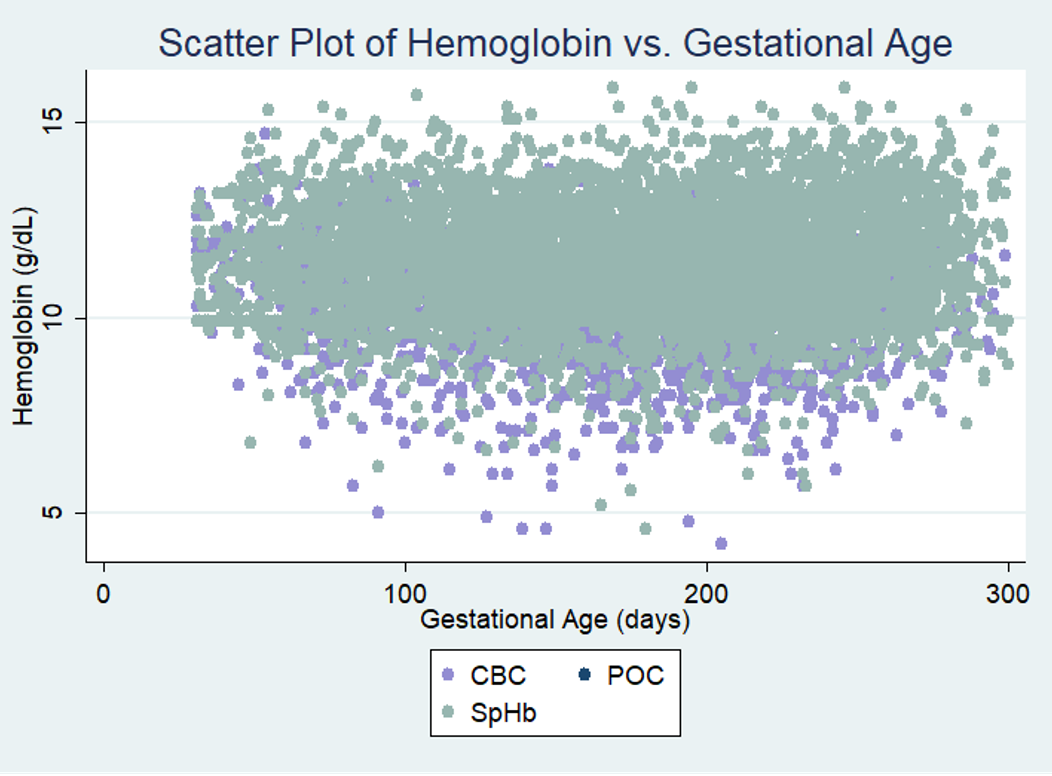 Scatter Plot of Hemoglobin vs. Gestational Age
15
10
5
Hemoglobin (g/dL)
0 100 200 300
Gestational Age (days)
CBC POC
SpHb